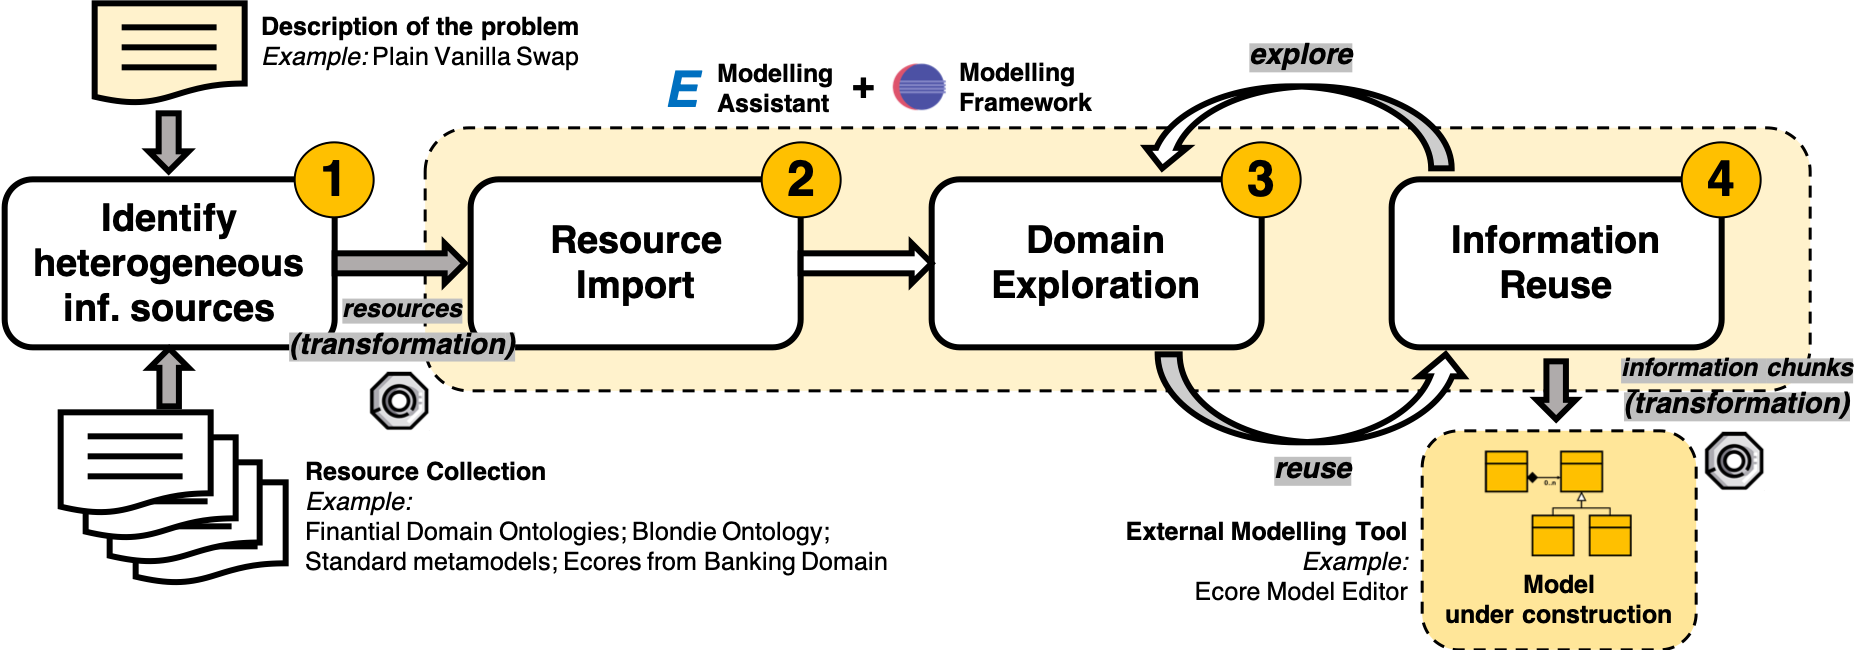 Description of the problem
Example: Plain Vanilla Swap
E
Modelling
Assistant
+
Modelling
Framework
explore
1
Identify
heterogeneous
inf. sources
resources
(transformation)
2
Resource
Import
3
Domain
Exploration
4
Information
Reuse
information chunks
(transformation)
reuse
Resource Collection
Example:
Finantial Domain Ontologies; Blondie Ontology;
Standard metamodels; Ecores from Banking Domain
External Modelling Tool
Example:
Ecore Model Editor
0..n
Model
under construction